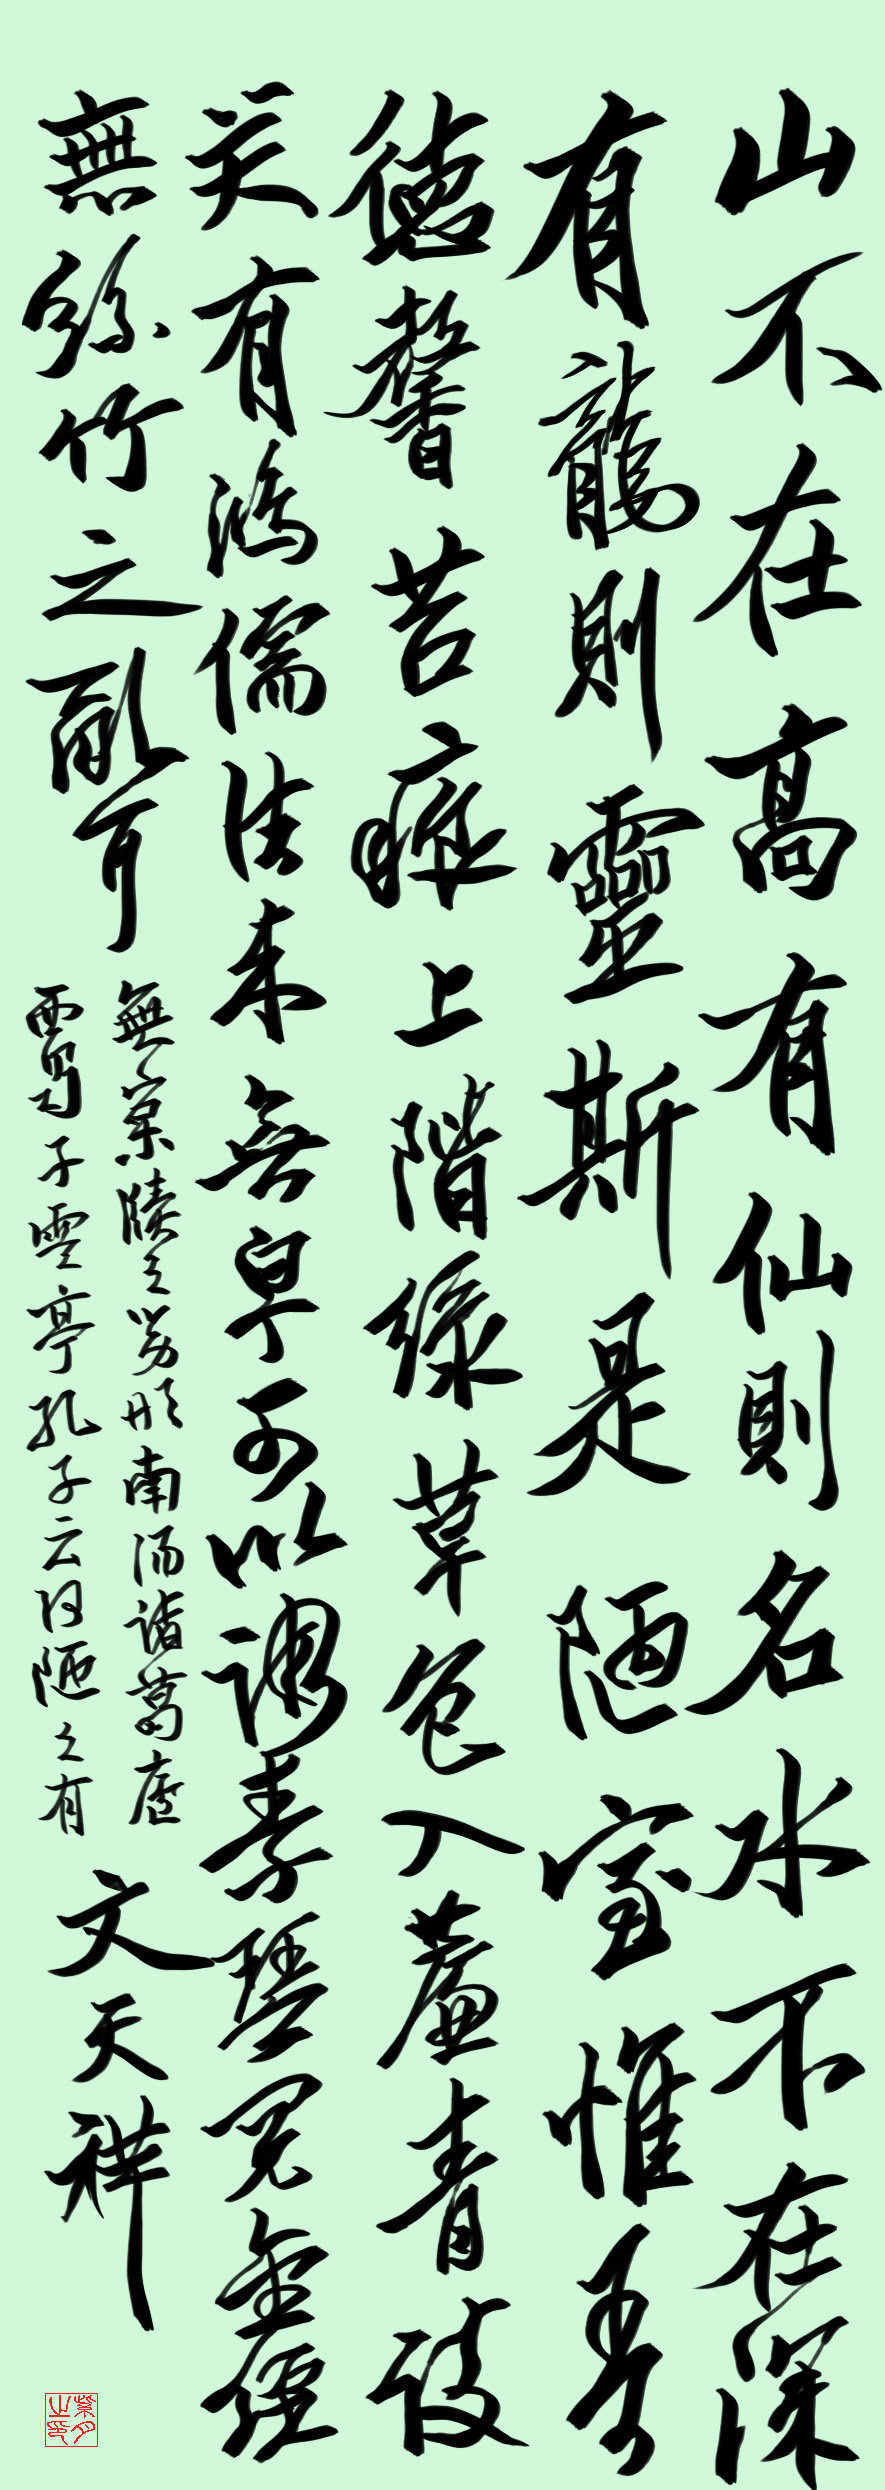 山不在高有仙則名水不在深
有龍則靈斯是陋室惟吾
德馨苔痕上階綠草色入簾青談
笑有鴻儒往来無白丁可以調素琴閱金經
無絲竹之亂耳
無案牘之勞形南陽諸葛廬
西蜀子雲亭孔子云何陋之有
文天祥